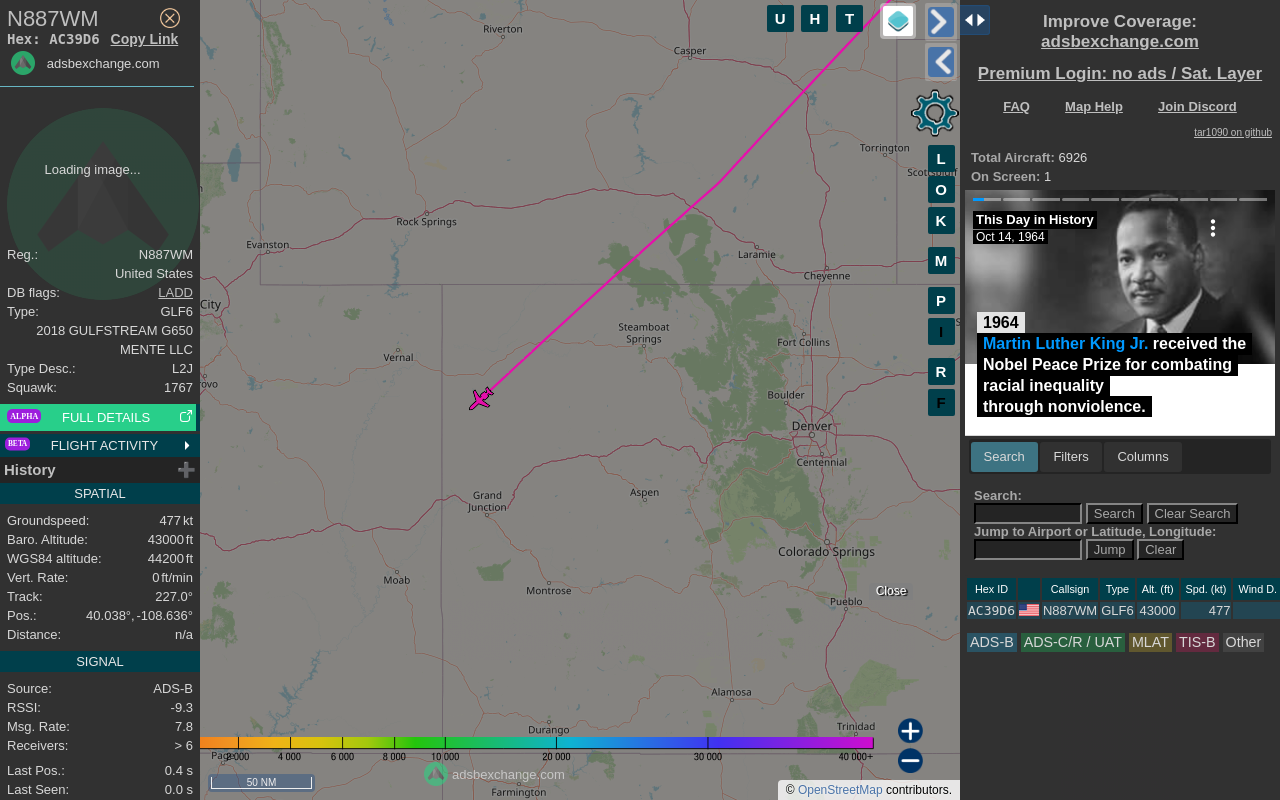 N887WM
Hex: AC39D6 Copy Link
adsbexchange.com
Loading image...
Reg.: N887WM
United States
DB flags: LADD
Type: GLF6
2018 GULFSTREAM G650
MENTE LLC
Type Desc.: L2J
Squawk: 1767
ALPHA FULL DETAILS
BETA FLIGHT ACTIVITY
History
SPATIAL
Groundspeed: 477 kt
Baro. Altitude: 43000 ft
WGS84 altitude: 44200 ft
Vert. Rate: 0 ft/min
Track: 227.0°
Pos.: 40.038°, -108.636°
Distance: n/a
SIGNAL
Source: ADS-B
RSSI: -9.3
Msg. Rate: 7.8
Receivers: > 6
Last Pos.: 0.4 s
Last Seen: 0.0 s
U H T
L
O
K
M
P
I
R
F
Riverton
Casper
Torrington
Rock Springs
Evanston
Laramie
Cheyenne
City
Steamboat
Springs
Fort Collins
Vernal
ovo
Boulder
Denver
Centennial
Grand
Junction
Aspen
Colorado Springs
Moab
Montrose
Close
Pueblo
Alamosa
Trinidad
Durango
Farmington
2 000 4 000 6 000 8 000 10 000 20 000 30 000 40 000+
50 NM
adsbexchange.com
© OpenStreetMap contributors.
Improve Coverage:
adsbexchange.com
Premium Login: no ads / Sat. Layer
FAQ Map Help Join Discord
tar1090 on github
Total Aircraft: 6926
On Screen: 1
This Day in History
Oct 14, 1964
1964
Martin Luther King Jr. received the
Nobel Peace Prize for combating
racial inequality
through nonviolence.
Search Filters Columns
Search:
Search Clear Search
Jump to Airport or Latitude, Longitude:
Jump Clear
Hex ID Callsign Type Alt. (ft) Spd. (kt) Wind D.
AC39D6 N887WM GLF6 43000 477
ADS-B ADS-C/R / UAT MLAT TIS-B Other